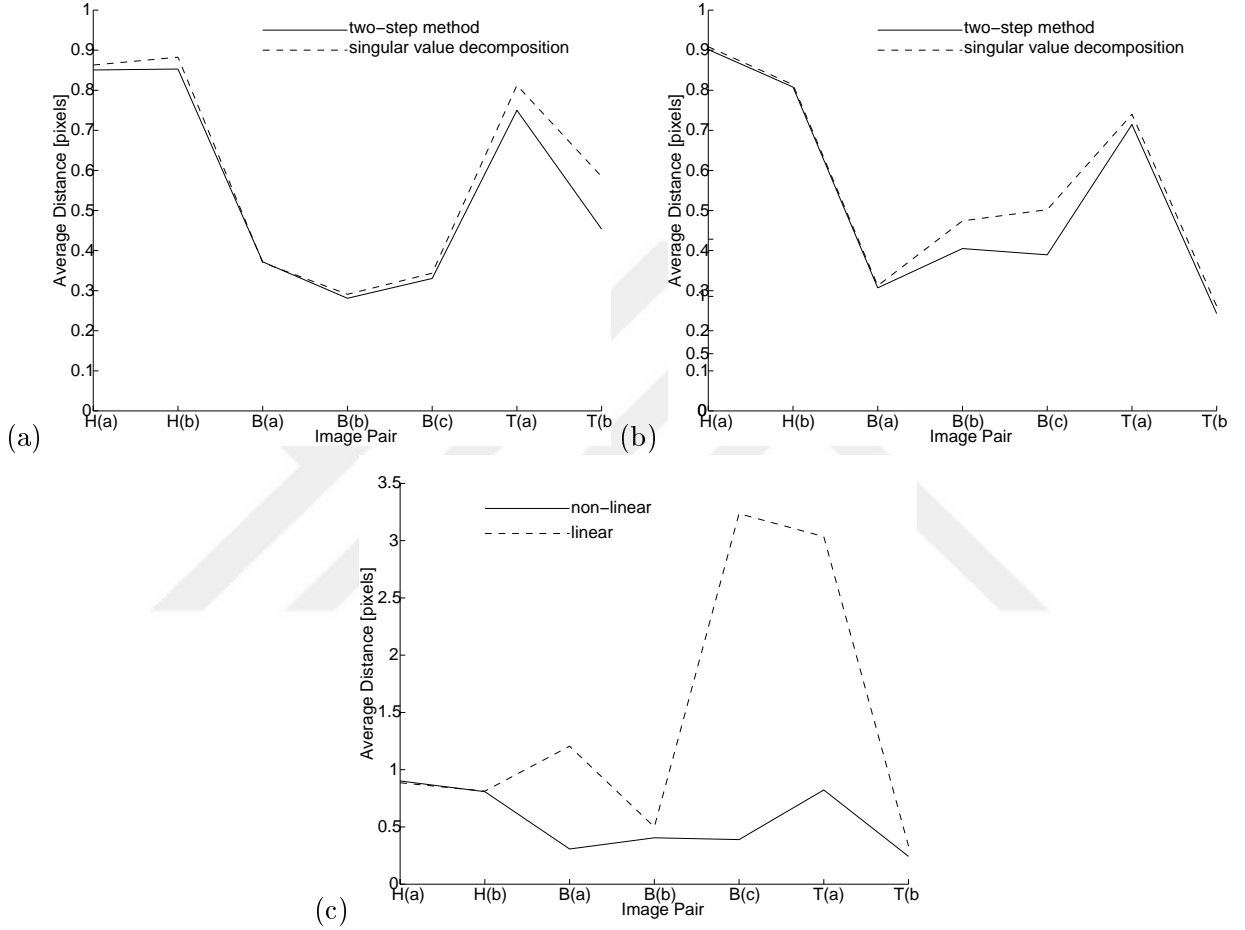 1
0.9
0.8
0.7
0.6
0.5
0.4
0.3
0.2
0.1
0
Average Distance [pixels]
two-step method
singular value decomposition
H(a) H(b) B(a) B(b) B(c) T(a) T(b
Image Pair
(a)
1
0.9
0.8
0.7
0.6
0.5
0.4
0.3
0.2
0.5
0.1
0
Average Distance [pixels]
two-step method
singular value decomposition
H(a) H(b) B(a) B(b) B(c) T(a) T(b
Image Pair
(b)
3.5
3
2.5
2
1.5
1
0.5
0
Average Distance [pixels]
non-linear
linear
H(a) H(b) B(a) B(b) B(c) T(a) T(b
Image Pair
(c)